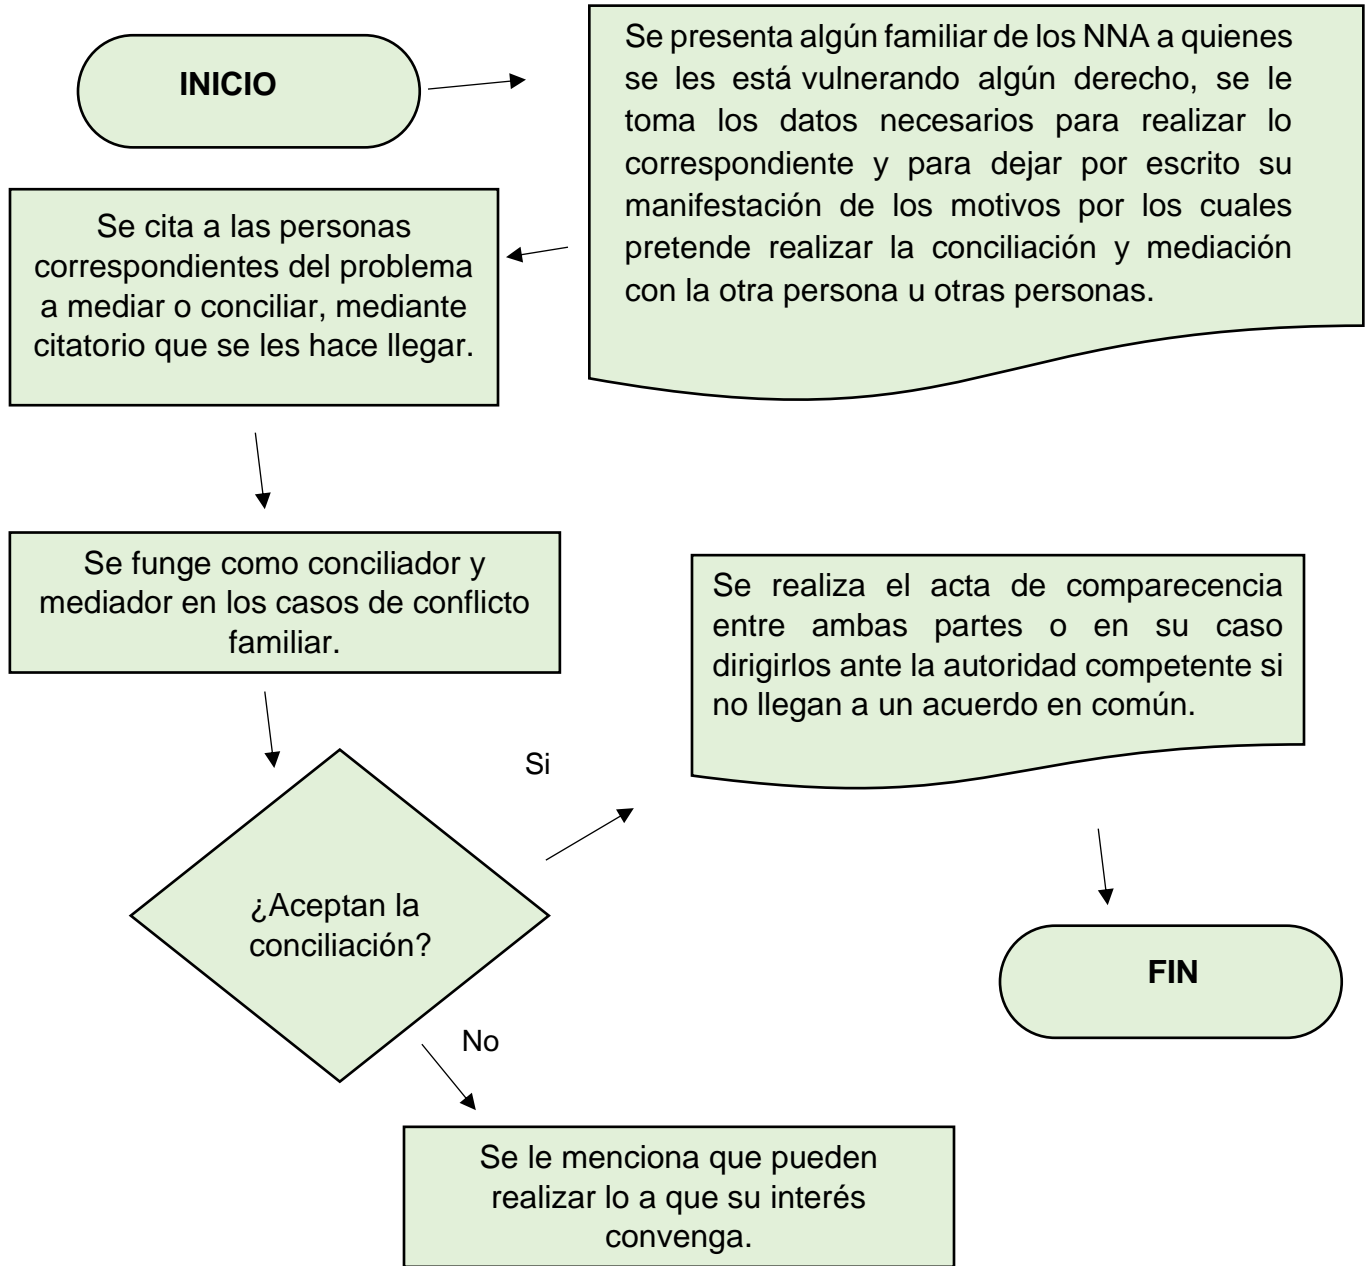 INICIO
Se presenta algún familiar de los NNA a quienes
se les está vulnerando algún derecho, se le
toma los datos necesarios para realizar lo
correspondiente y para dejar por escrito su
manifestación de los motivos por los cuales
pretende realizar la conciliación y mediación
con la otra persona u otras personas.
Se cita a las personas
correspondientes del problema
a mediar o conciliar, mediante
citatorio que se les hace llegar.
Se funge como conciliador y
mediador en los casos de conflicto
familiar.
¿Aceptan la
conciliación?
Si
Se realiza el acta de comparecencia
entre ambas partes o en su caso
dirigirlos ante la autoridad competente si
no llegan a un acuerdo en común.
FIN
No
Se le menciona que pueden
realizar lo a que su interés
convenga.